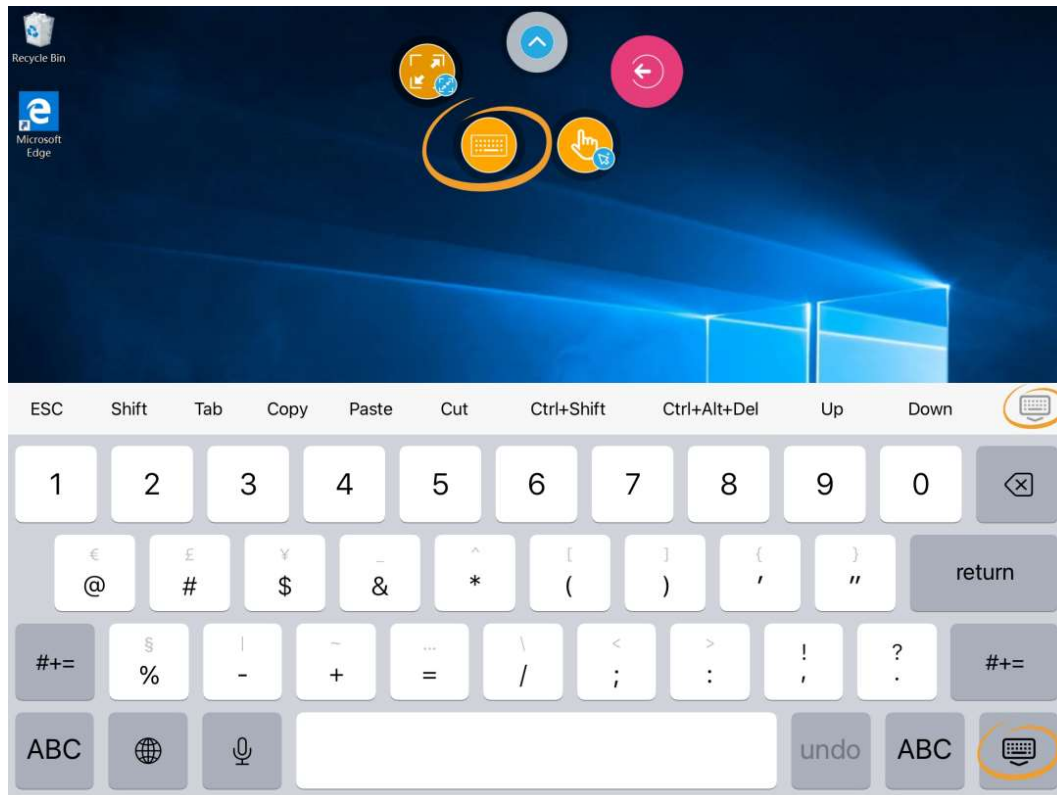 Recycle Bin
Microsoft
Edge
ESC Shift Tab Copy Paste Cut Ctrl+Shift Ctrl+Alt+Del Up Down
1 2 3 4 5 6 7 8 9 0
€ £ ¥ _ ^ [ ] { }
@ # $ & * ( ) ' "
return
§ | ~ … \ < > ! ?
#+= % - + = / ; : , . #+=
ABC undo ABC